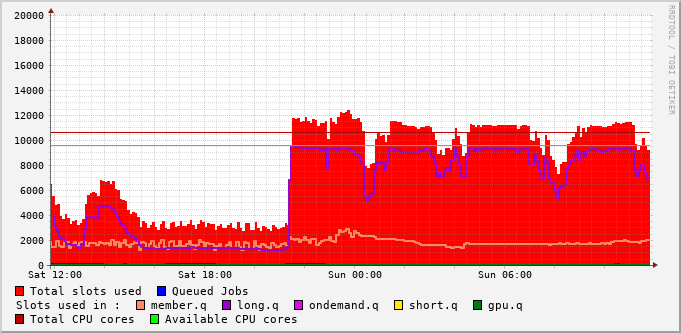 20000
18000
16000
14000
12000
10000
8000
6000
4000
2000
0
Sat 12:00 Sat 18:00 Sun 00:00 Sun 06:00
RRDTOOL / TOBI OETIKER
Total slots used Queued Jobs
Slots used in : member.q long.q ondemand.q short.q gpu.q
Total CPU cores Available CPU cores